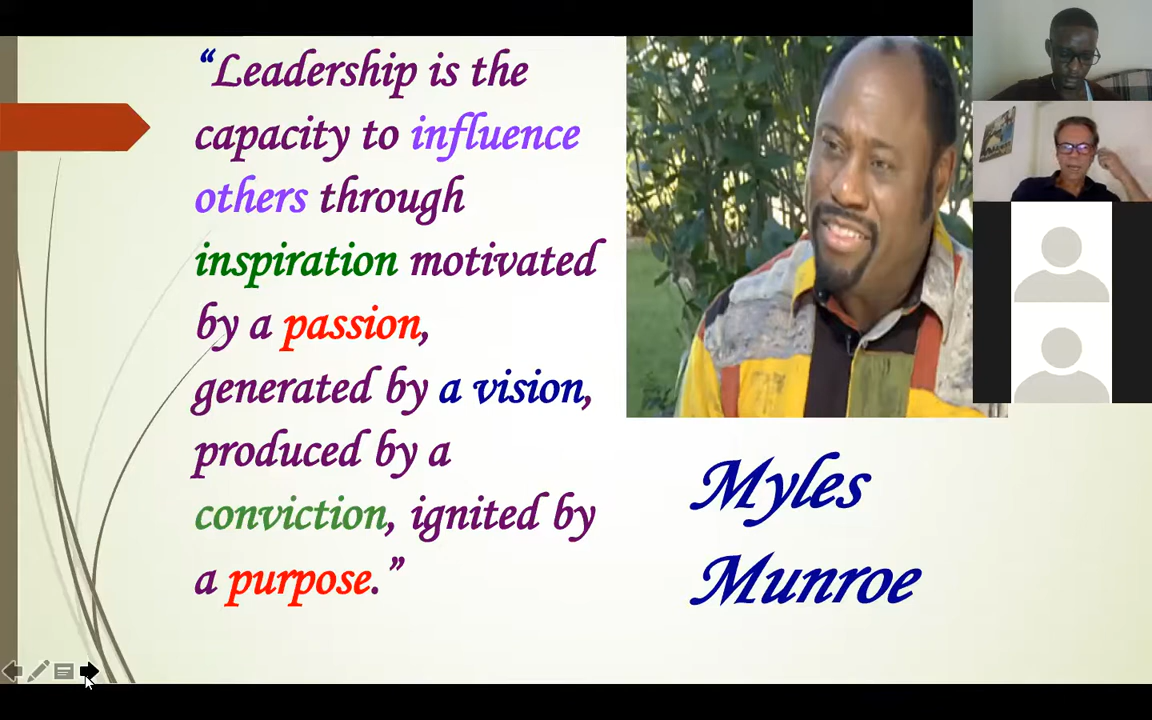 “Leadership is the
capacity to influence
others through
inspiration motivated
by a passion,
generated by a vision,
produced by a
conviction, ignited by
a purpose.”
Myles
Munroe